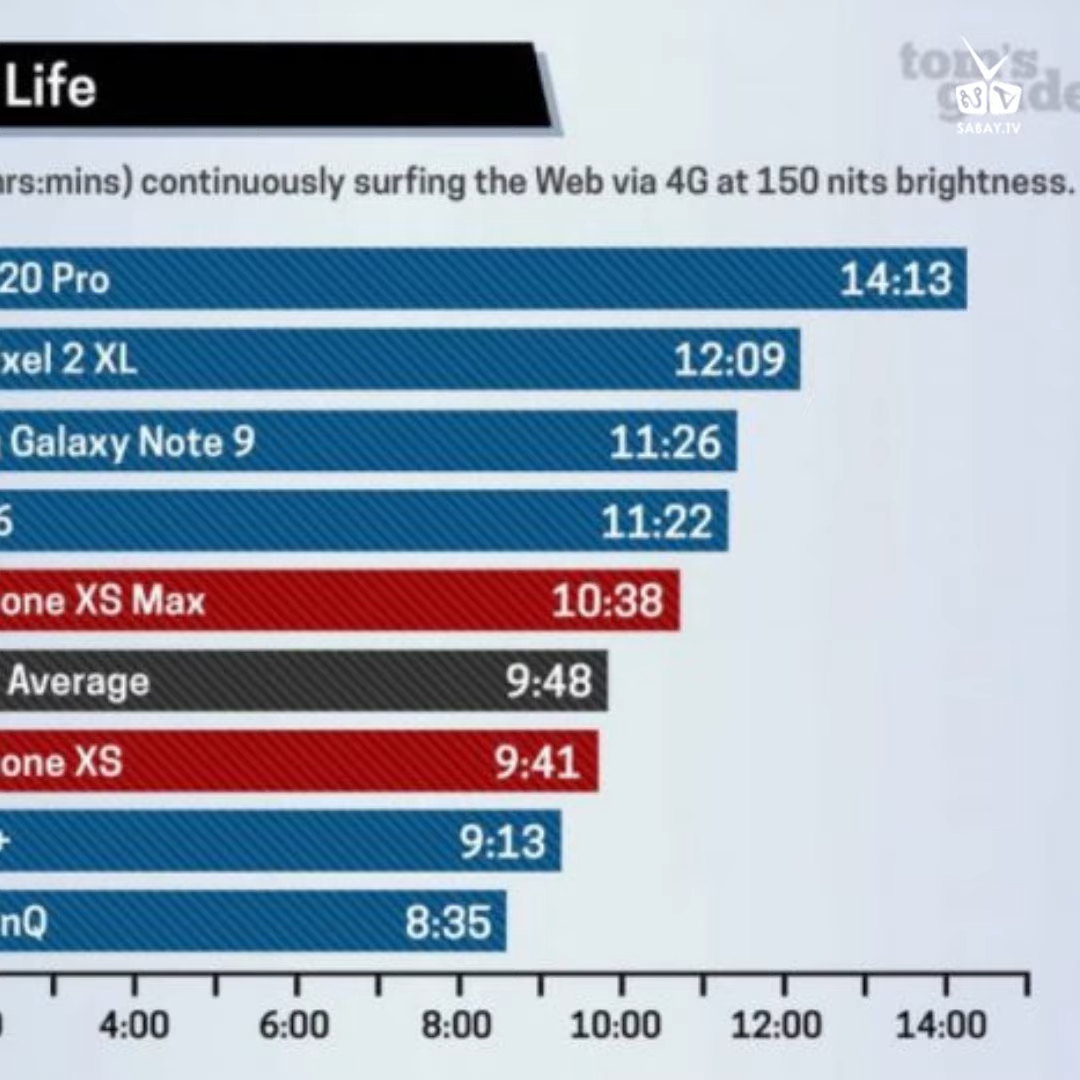 Life
tom's
guide
SABAY.TV
hrs:mins) continuously surfing the Web via 4G at 150 nits brightness.
20 Pro 14:13
xel 2 XL 12:09
Galaxy Note 9 11:26
6 11:22
one XS Max 10:38
Average 9:48
one XS 9:41
+ 9:13
nQ 8:35
4:00 6:00 8:00 10:00 12:00 14:00